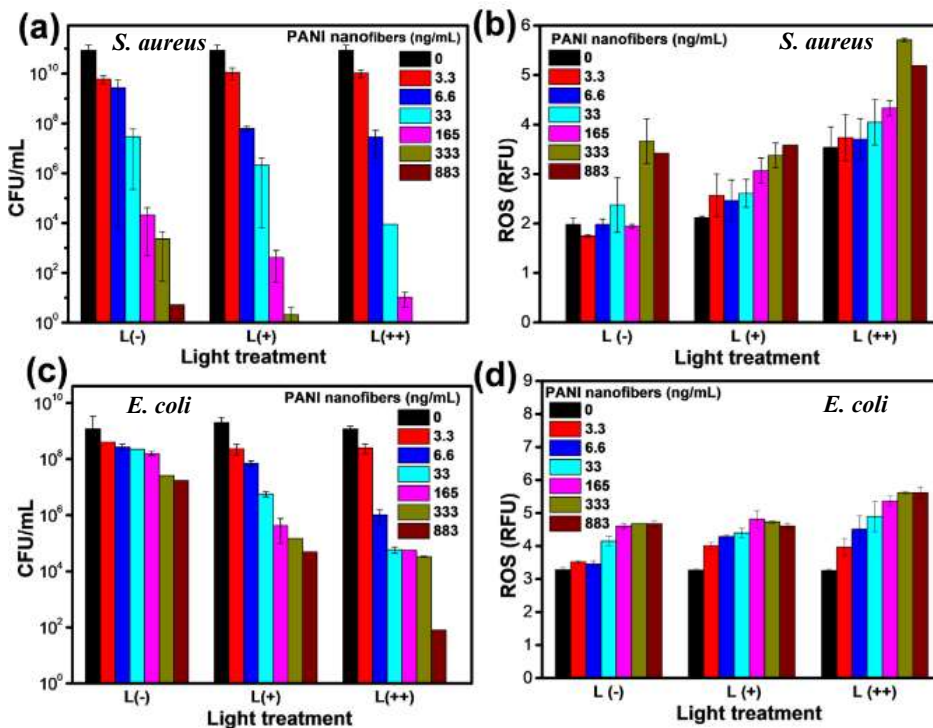 (a)
S. aureus
PANI nanofibers (ng/mL)
0
3.3
6.6
33
165
333
883
CFU/mL
10^10
10^8
10^6
10^4
10^2
10^0
L(-) L(+) L(++)
Light treatment
(b)
S. aureus
PANI nanofibers (ng/mL)
0
3.3
6.6
33
165
333
883
ROS (RFU)
6
5
4
3
2
1
0
L (-) L (+) L (++)
Light treatment
(c)
E. coli
PANI nanofibers (ng/mL)
0
3.3
6.6
33
165
333
883
CFU/mL
10^10
10^8
10^6
10^4
10^2
10^0
L(-) L(+) L(++)
Light treatment
(d)
PANI nanofibers (ng/mL)
E. coli
0
3.3
6.6
33
165
333
883
ROS (RFU)
9
8
7
6
5
4
3
2
1
0
L (-) L (+) L (++)
Light treatment